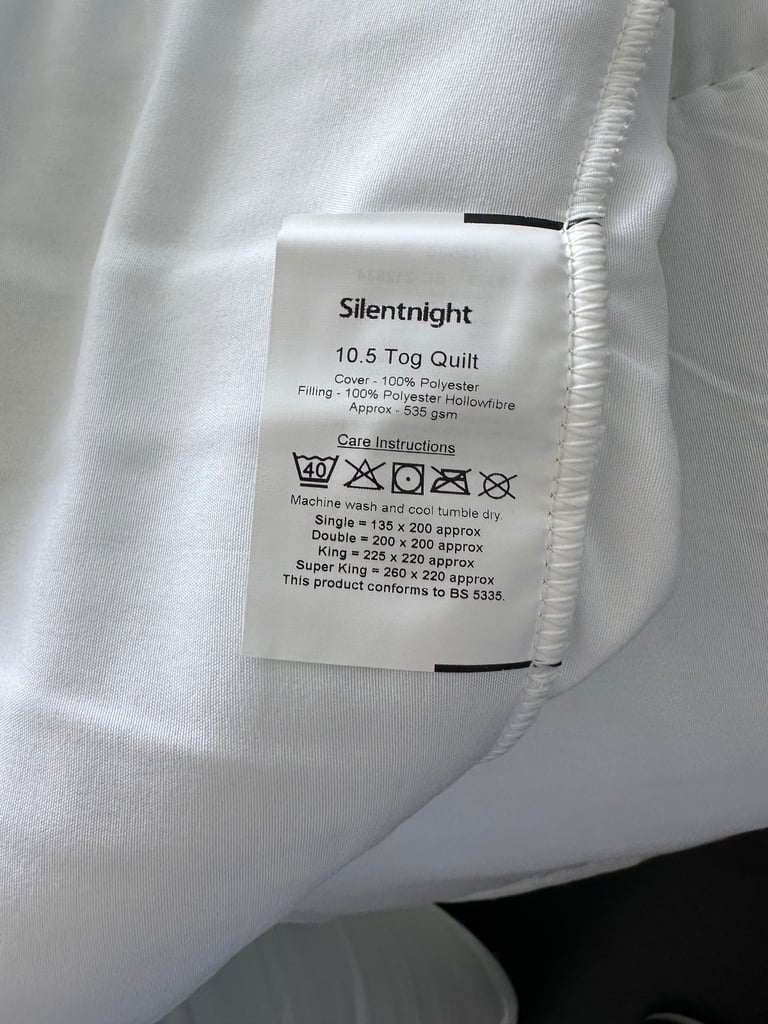 Silentnight
10.5 Tog Quilt
Cover - 100% Polyester
Filling - 100% Polyester Hollowfibre
Approx - 535 gsm
Care Instructions
40
Machine wash and cool tumble dry.
Single = 135 x 200 approx
Double = 200 x 200 approx
King = 225 x 220 approx
Super King = 260 x 220 approx
This product conforms to BS 5335.